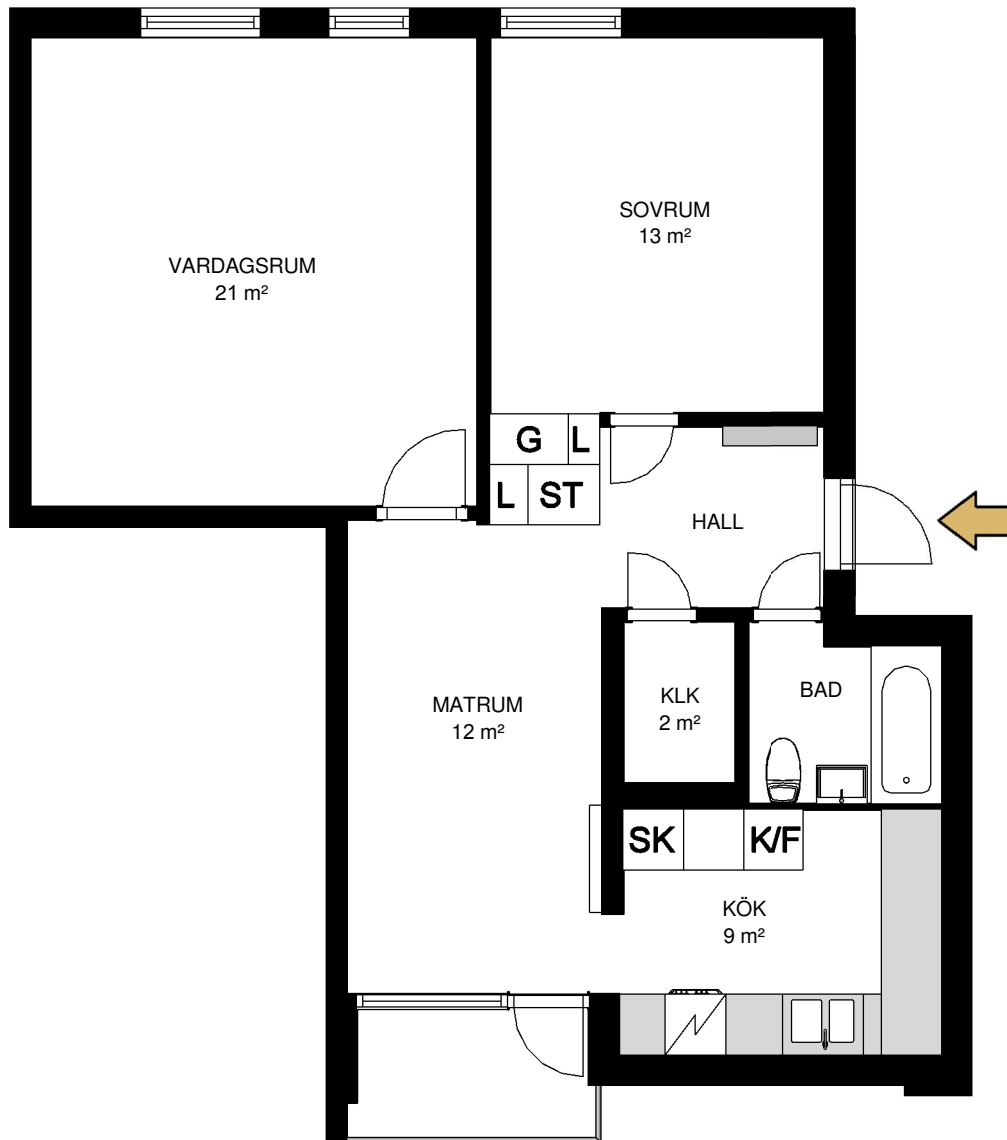 SOVRUM
13 m²
VARDAGSRUM
21 m²
G L
L ST
HALL
MATRUM
12 m²
KLK
2 m²
BAD
SK K/F
KÖK
9 m²